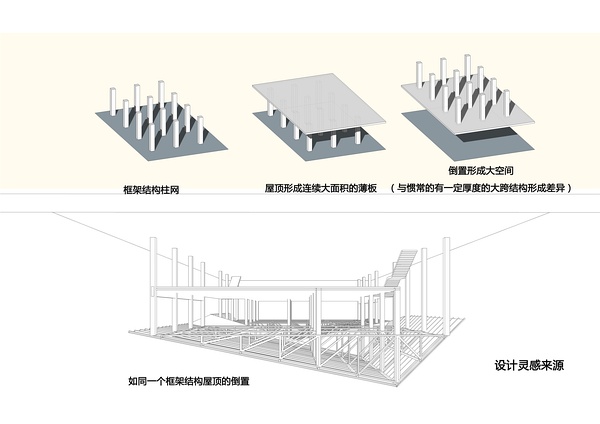 框架结构柱网
屋顶形成连续大面积的薄板
倒置形成大空间
（与惯常的有一定厚度的大跨结构形成差异）
如同一个框架结构屋顶的倒置
设计灵感来源